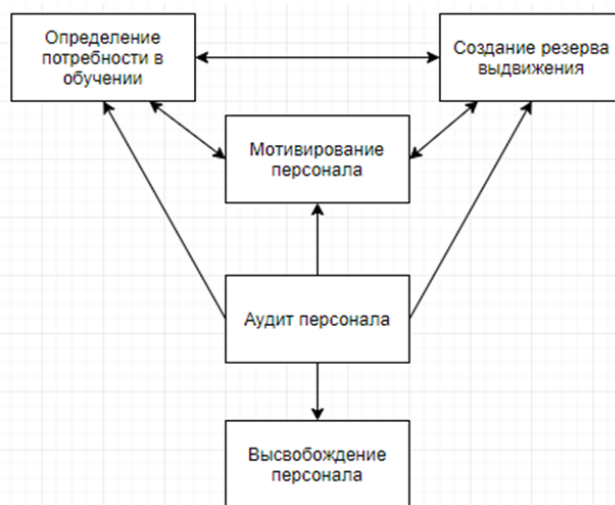 Определение
потребности в
обучении
Создание резерва
выдвижения
Мотивирование
персонала
Аудит персонала
Высвобождение
персонала